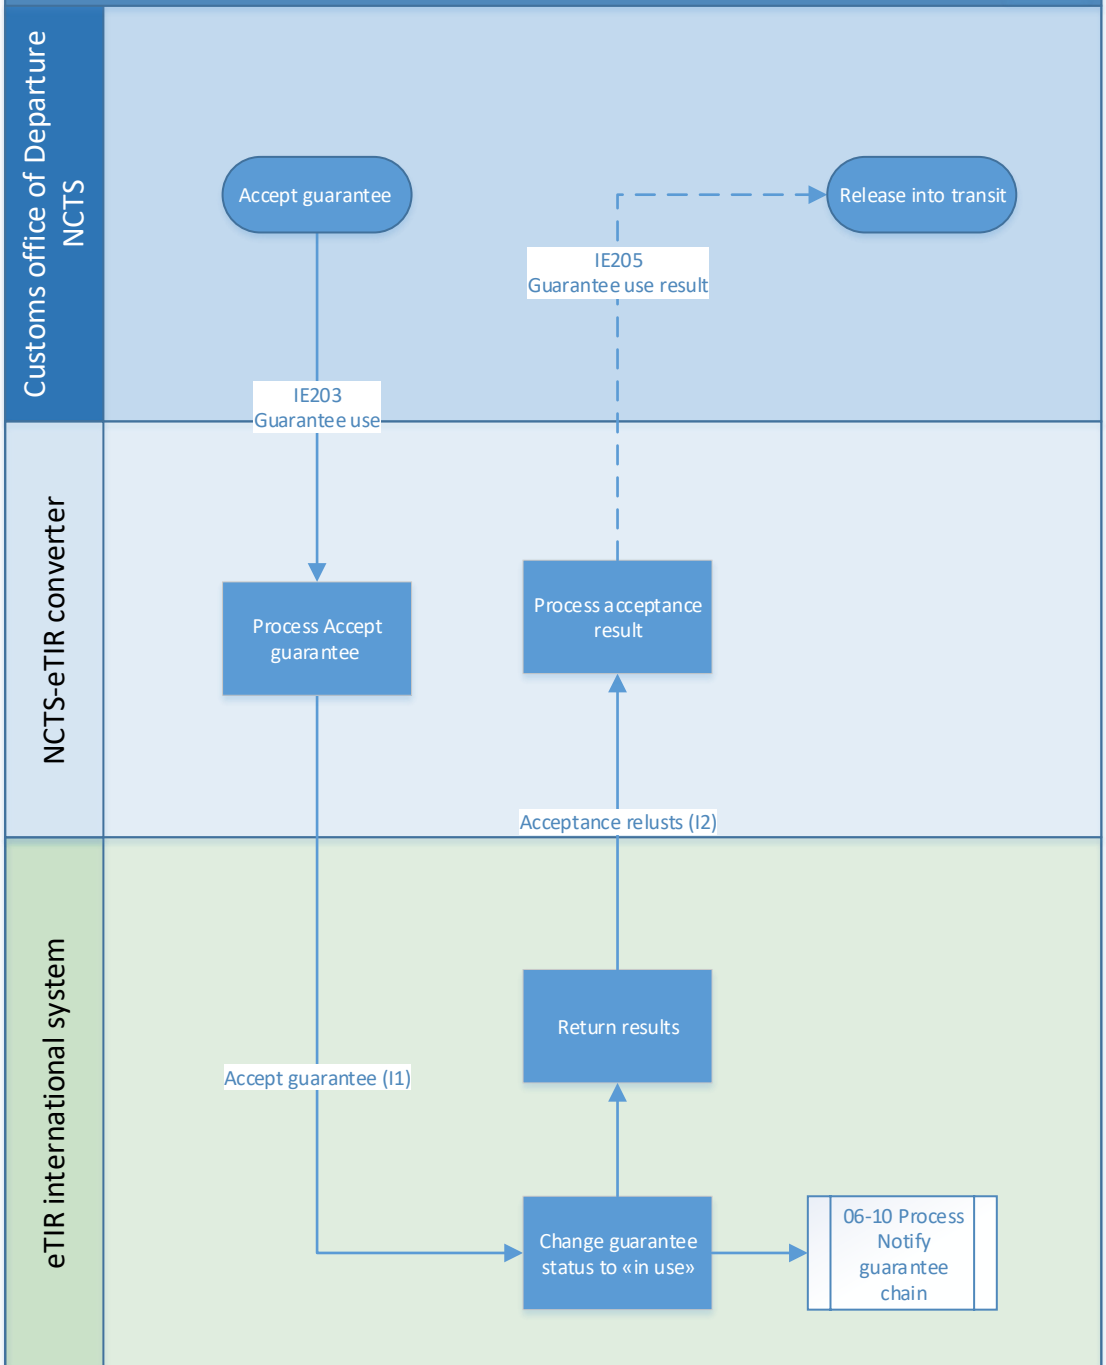 Customs office of Departure
NCTS
Accept guarantee
Release into transit
IE205
Guarantee use result
IE203
Guarantee use
NCTS-eTIR converter
Process Accept
guarantee
Process acceptance
result
Acceptance relusts (I2)
eTIR international system
Return results
Accept guarantee (I1)
Change guarantee
status to «in use»
06-10 Process
Notify
guarantee
chain